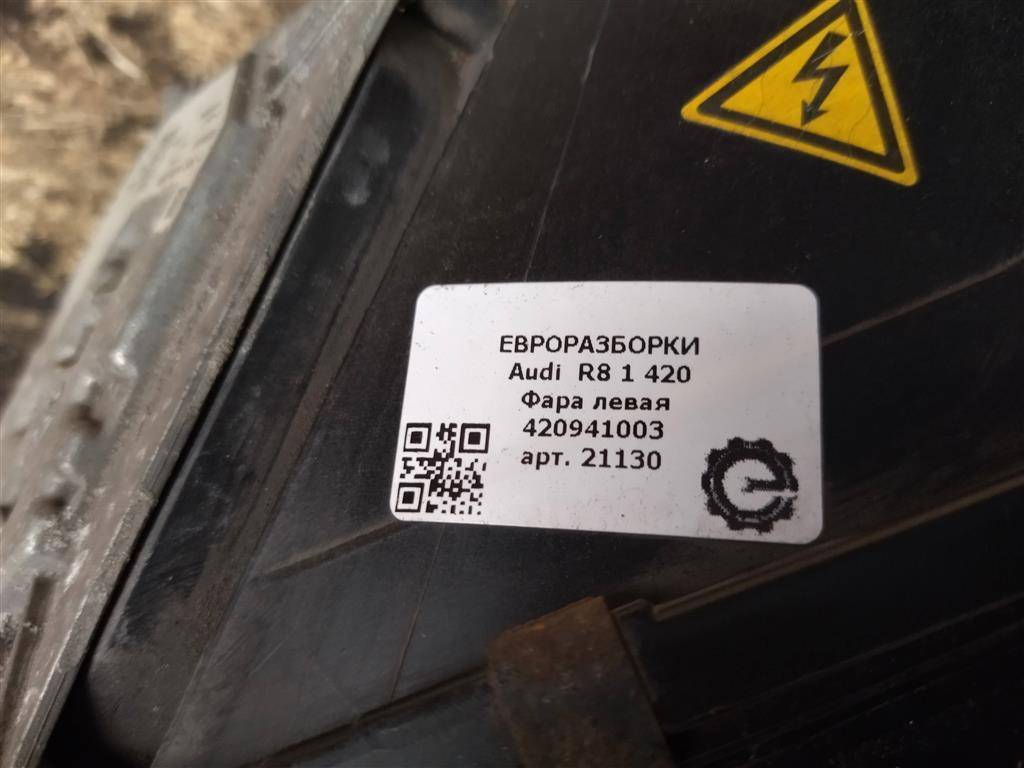 ЕВРОРАЗБОРКИ
Audi R8 1 420
Фара левая
420941003
арт. 21130